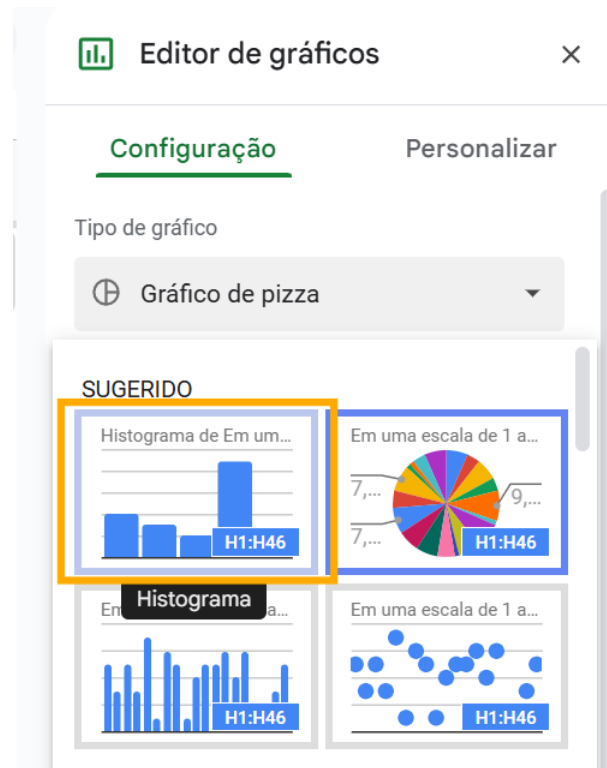 Editor de gráficos
Configuração
Personalizar
Tipo de gráfico
Gráfico de pizza
SUGERIDO
Histograma de Em um...
H1:H46
Em uma escala de 1 a...
7,...
9,...
7,...
H1:H46
Histograma
Em
a...
H1:H46
Em uma escala de 1 a...
H1:H46